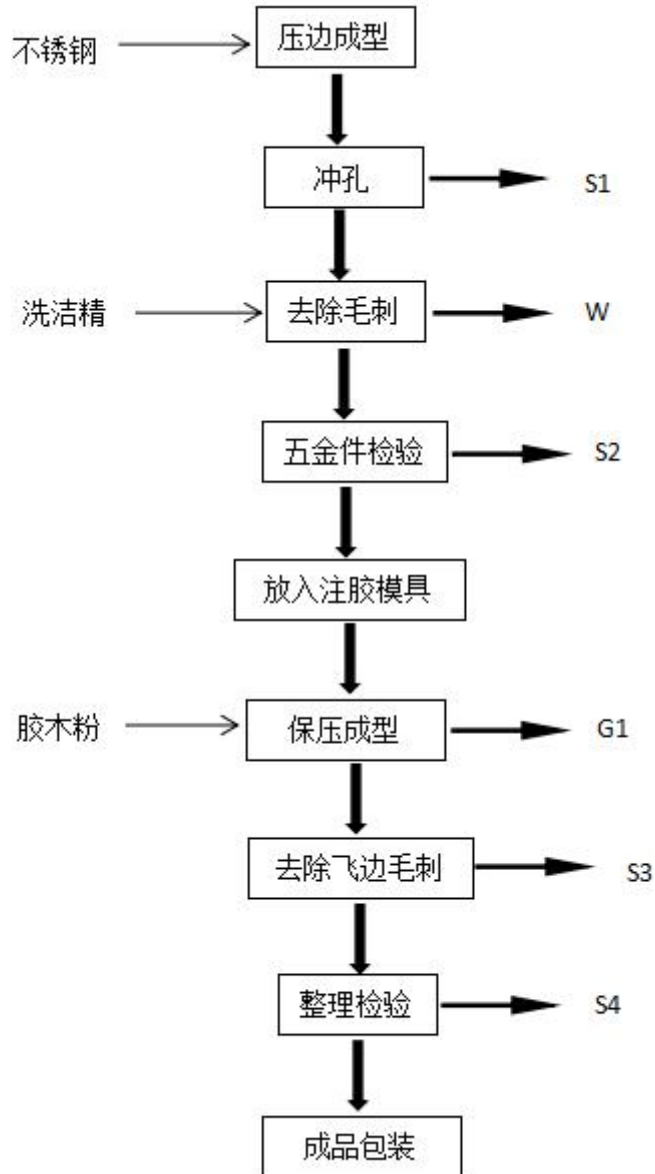 不锈钢
压边成型
冲孔
S1
洗洁精
去除毛刺
W
五金件检验
S2
放入注胶模具
胶木粉
保压成型
G1
去除飞边毛刺
S3
整理检验
S4
成品包装